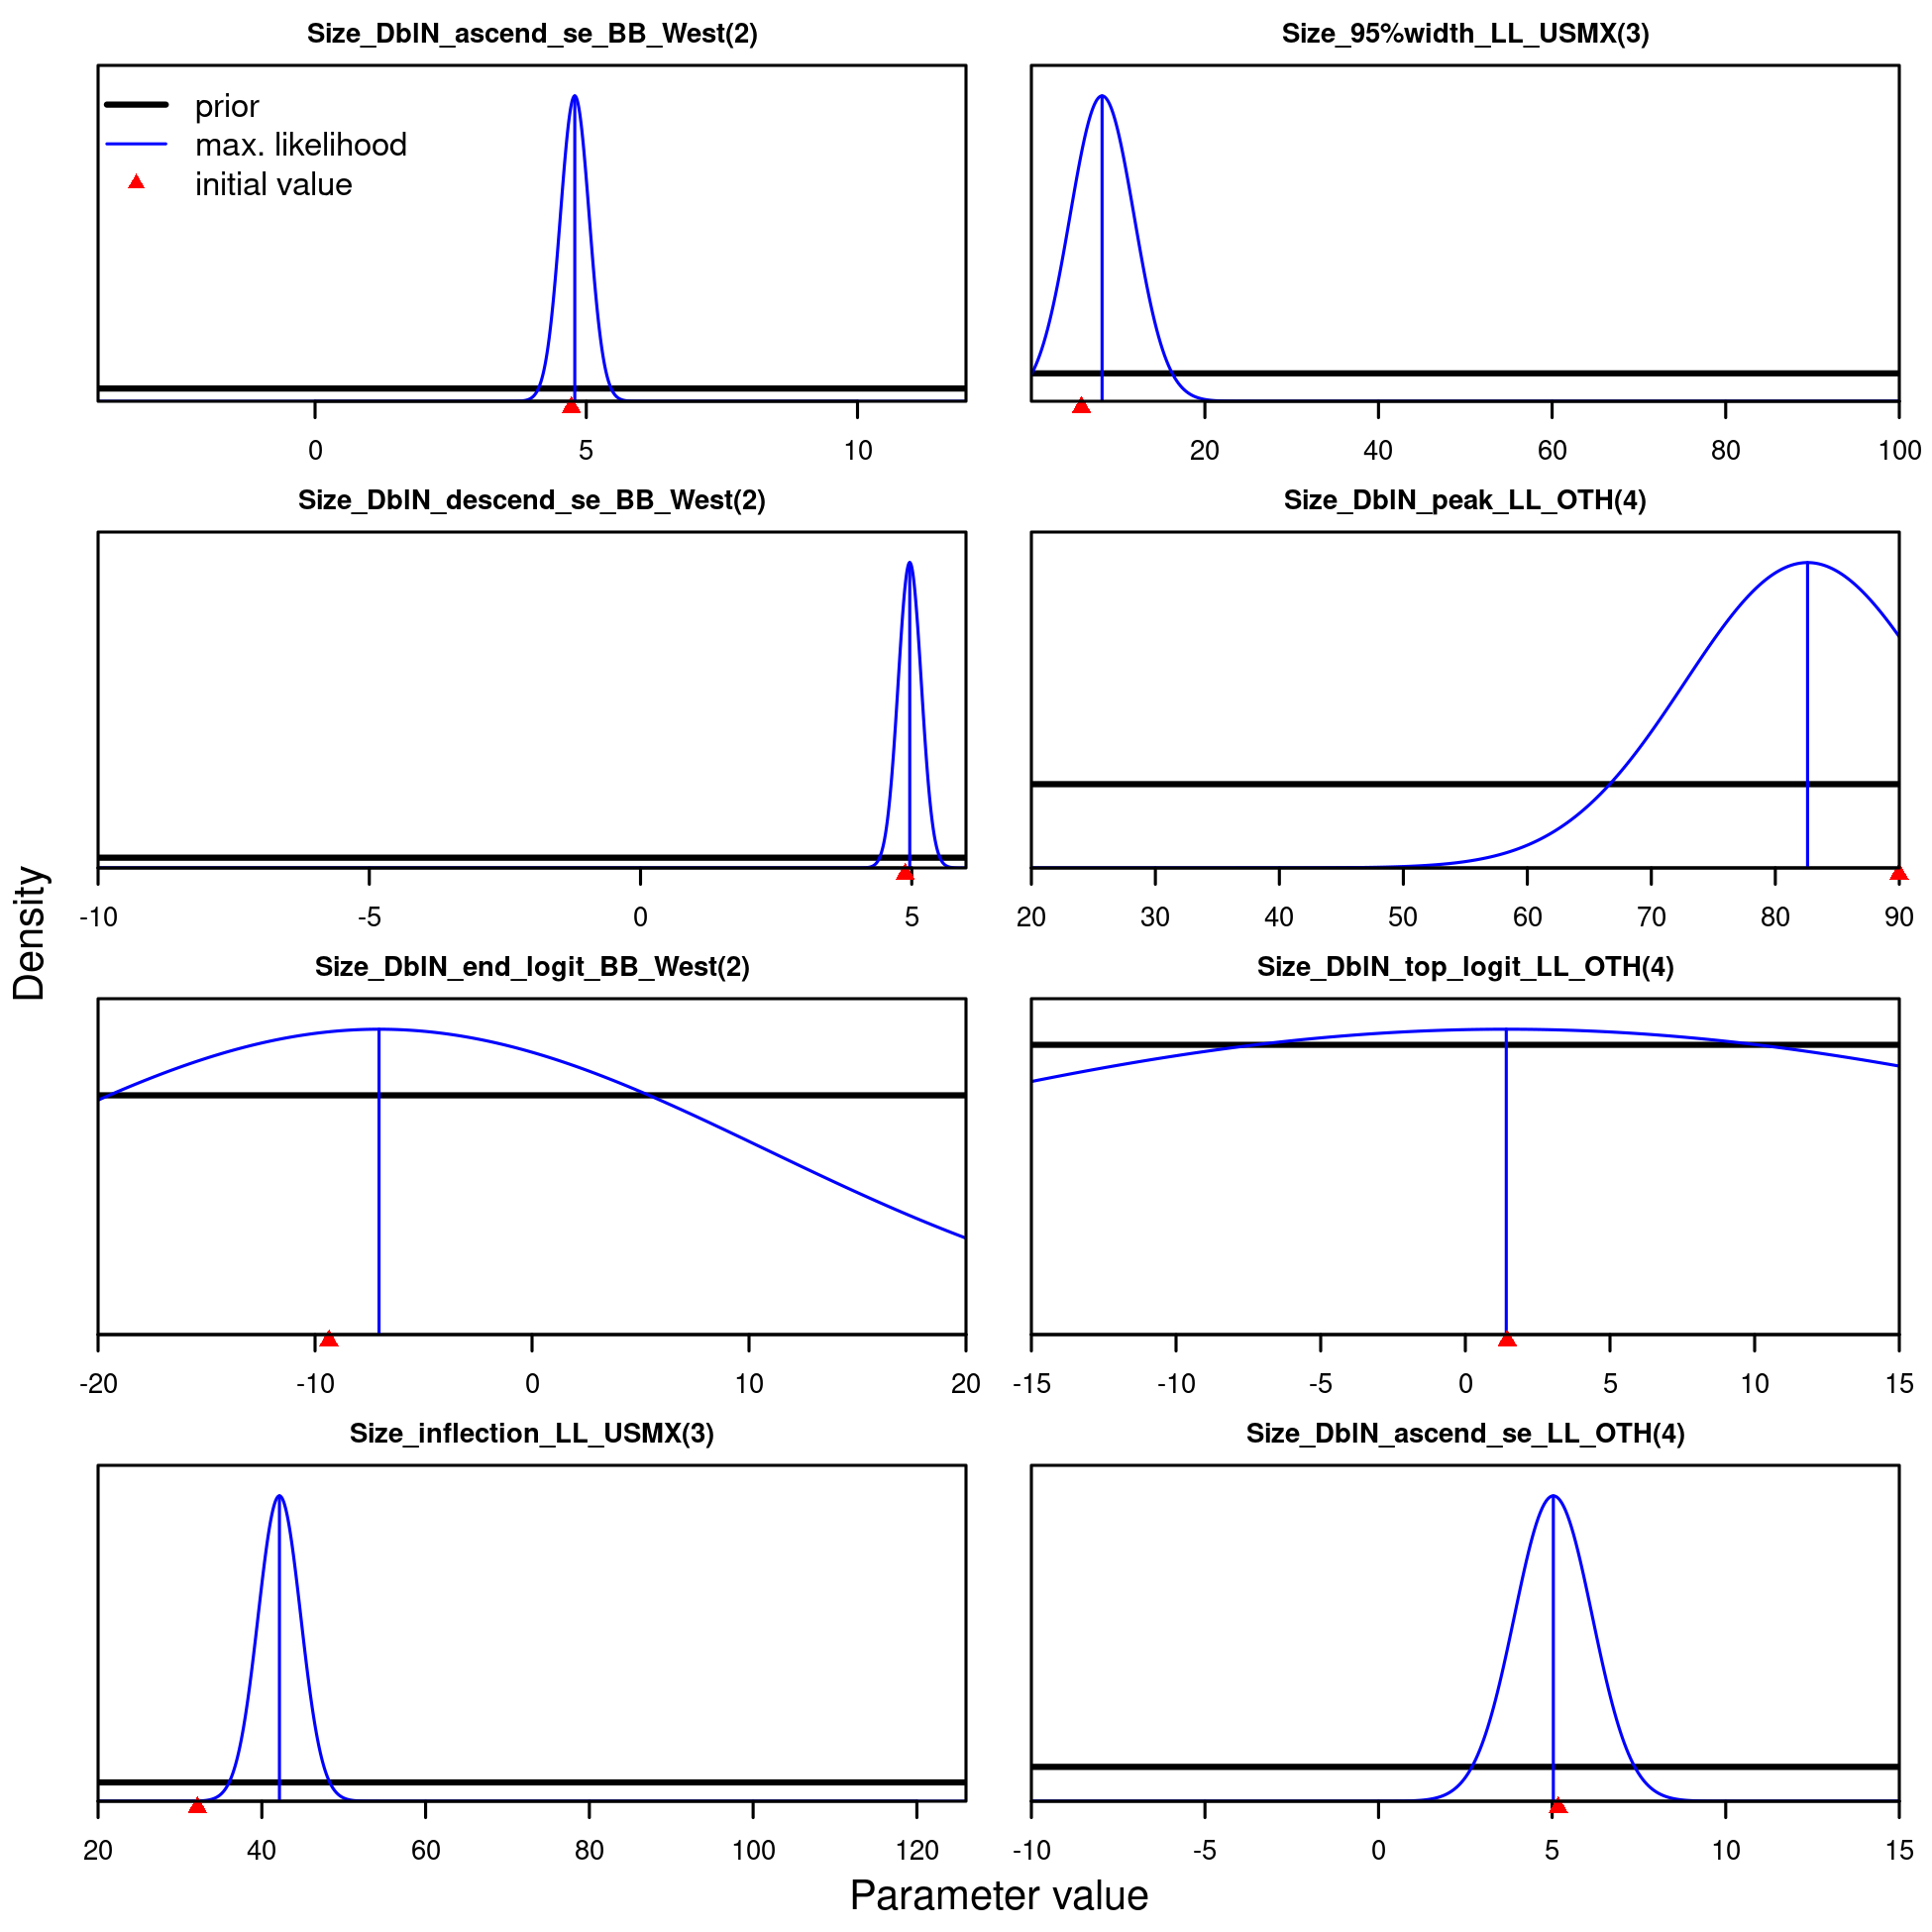 Size_DblN_ascend_se_BB_West(2)
prior
max. likelihood
initial value
0 5 10
Size_95%width_LL_USMX(3)
20 40 60 80 100
Size_DblN_descend_se_BB_West(2)
-10 -5 0 5
Size_DblN_peak_LL_OTH(4)
20 30 40 50 60 70 80 90
Size_DblN_end_logit_BB_West(2)
-20 -10 0 10 20
Size_DblN_top_logit_LL_OTH(4)
-15 -10 -5 0 5 10 15
Size_inflection_LL_USMX(3)
20 40 60 80 100 120
Size_DblN_ascend_se_LL_OTH(4)
-10 -5 0 5 10 15
Density
Parameter value